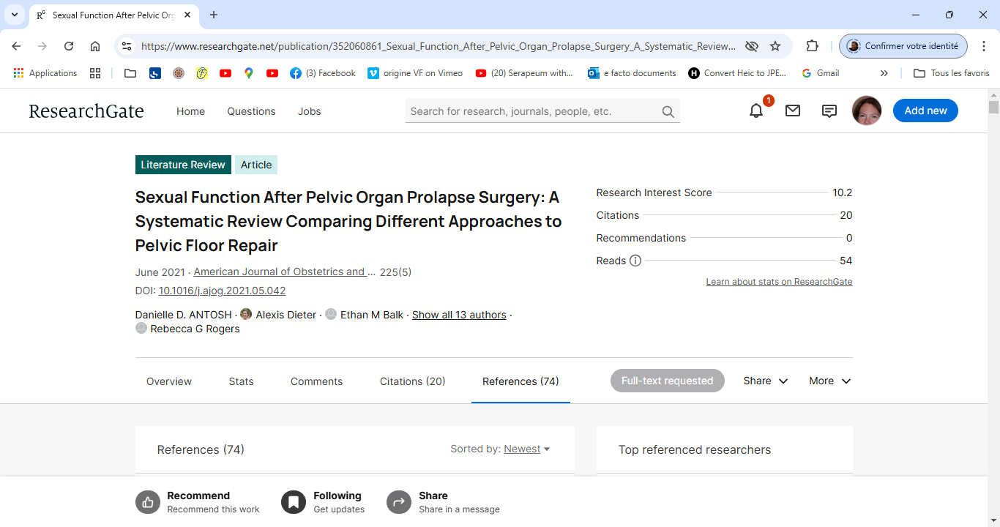 Sexual Function After Pelvic Org
https://www.researchgate.net/publication/352060861_Sexual_Function_After_Pelvic_Organ_Prolapse_Surgery_A_Systematic_Review...
Confirmer votre identité
Applications
(3) Facebook
origine VF on Vimeo
(20) Serapeum with...
e facto documents
Convert Heic to JPE...
Gmail
»
Tous les favoris
ResearchGate
Home
Questions
Jobs
Search for research, journals, people, etc.
1
Add new
Literature Review
Article
Sexual Function After Pelvic Organ Prolapse Surgery: A
Systematic Review Comparing Different Approaches to
Pelvic Floor Repair
June 2021 · American Journal of Obstetrics and ... 225(5)
DOI: 10.1016/j.ajog.2021.05.042
Danielle D. ANTOSH · Alexis Dieter · Ethan M Balk · Show all 13 authors ·
Rebecca G Rogers
Research Interest Score 10.2
Citations 20
Recommendations 0
Reads 54
Learn about stats on ResearchGate
Overview
Stats
Comments
Citations (20)
References (74)
Full-text requested
Share
More
References (74)
Sorted by: Newest
Top referenced researchers
Recommend
Recommend this work
Following
Get updates
Share
Share in a message